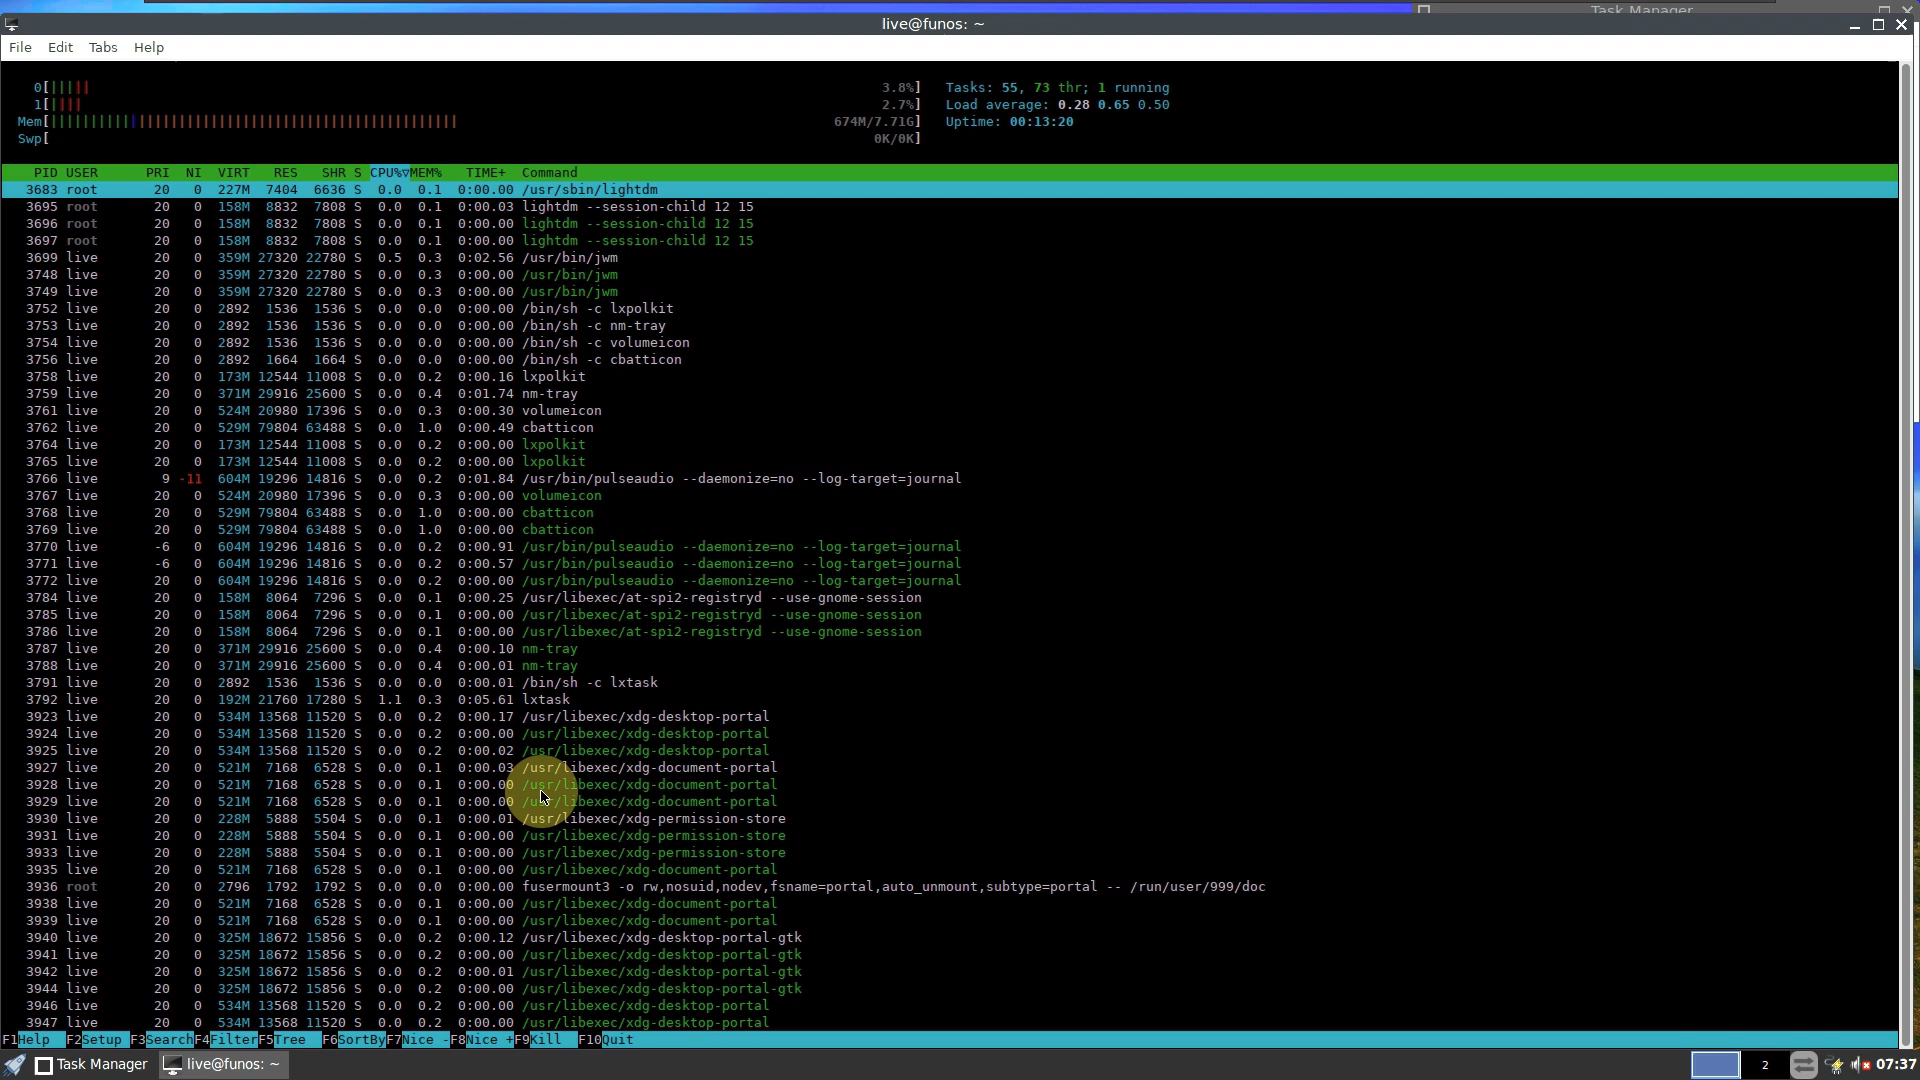 Task Manager
live@funos: ~
File Edit Tabs Help
0[||||| 3.8%] Tasks: 55, 73 thr; 1 running
1[|||| 2.7%] Load average: 0.28 0.65 0.50
Mem[|||||||||||||||||||||||||||||||||||||||||||||||||| 674M/7.71G] Uptime: 00:13:20
Swp[ 0K/0K]
PID USER PRI NI VIRT RES SHR S CPU%▽MEM% TIME+ Command
3683 root 20 0 227M 7404 6636 S 0.0 0.1 0:00.00 /usr/sbin/lightdm
3695 root 20 0 158M 8832 7808 S 0.0 0.1 0:00.03 lightdm --session-child 12 15
3696 root 20 0 158M 8832 7808 S 0.0 0.1 0:00.00 lightdm --session-child 12 15
3697 root 20 0 158M 8832 7808 S 0.0 0.1 0:00.00 lightdm --session-child 12 15
3699 live 20 0 359M 27320 22780 S 0.5 0.3 0:02.56 /usr/bin/jwm
3748 live 20 0 359M 27320 22780 S 0.0 0.3 0:00.00 /usr/bin/jwm
3749 live 20 0 359M 27320 22780 S 0.0 0.3 0:00.00 /usr/bin/jwm
3752 live 20 0 2892 1536 1536 S 0.0 0.0 0:00.00 /bin/sh -c lxpolkit
3753 live 20 0 2892 1536 1536 S 0.0 0.0 0:00.00 /bin/sh -c nm-tray
3754 live 20 0 2892 1536 1536 S 0.0 0.0 0:00.00 /bin/sh -c volumeicon
3756 live 20 0 2892 1664 1664 S 0.0 0.0 0:00.00 /bin/sh -c cbatticon
3758 live 20 0 173M 12544 11008 S 0.0 0.2 0:00.16 lxpolkit
3759 live 20 0 371M 29916 25600 S 0.0 0.4 0:01.74 nm-tray
3761 live 20 0 524M 20980 17396 S 0.0 0.3 0:00.30 volumeicon
3762 live 20 0 529M 79804 63488 S 0.0 1.0 0:00.49 cbatticon
3764 live 20 0 173M 12544 11008 S 0.0 0.2 0:00.00 lxpolkit
3765 live 20 0 173M 12544 11008 S 0.0 0.2 0:00.00 lxpolkit
3766 live 9 -11 604M 19296 14816 S 0.0 0.2 0:01.84 /usr/bin/pulseaudio --daemonize=no --log-target=journal
3767 live 20 0 524M 20980 17396 S 0.0 0.3 0:00.00 volumeicon
3768 live 20 0 529M 79804 63488 S 0.0 1.0 0:00.00 cbatticon
3769 live 20 0 529M 79804 63488 S 0.0 1.0 0:00.00 cbatticon
3770 live -6 0 604M 19296 14816 S 0.0 0.2 0:00.91 /usr/bin/pulseaudio --daemonize=no --log-target=journal
3771 live -6 0 604M 19296 14816 S 0.0 0.2 0:00.57 /usr/bin/pulseaudio --daemonize=no --log-target=journal
3772 live 20 0 604M 19296 14816 S 0.0 0.2 0:00.00 /usr/bin/pulseaudio --daemonize=no --log-target=journal
3784 live 20 0 158M 8064 7296 S 0.0 0.1 0:00.25 /usr/libexec/at-spi2-registryd --use-gnome-session
3785 live 20 0 158M 8064 7296 S 0.0 0.1 0:00.00 /usr/libexec/at-spi2-registryd --use-gnome-session
3786 live 20 0 158M 8064 7296 S 0.0 0.1 0:00.00 /usr/libexec/at-spi2-registryd --use-gnome-session
3787 live 20 0 371M 29916 25600 S 0.0 0.4 0:00.10 nm-tray
3788 live 20 0 371M 29916 25600 S 0.0 0.4 0:00.01 nm-tray
3791 live 20 0 2892 1536 1536 S 0.0 0.0 0:00.01 /bin/sh -c lxtask
3792 live 20 0 192M 21760 17280 S 1.1 0.3 0:05.61 lxtask
3923 live 20 0 534M 13568 11520 S 0.0 0.2 0:00.17 /usr/libexec/xdg-desktop-portal
3924 live 20 0 534M 13568 11520 S 0.0 0.2 0:00.00 /usr/libexec/xdg-desktop-portal
3925 live 20 0 534M 13568 11520 S 0.0 0.2 0:00.02 /usr/libexec/xdg-desktop-portal
3927 live 20 0 521M 7168 6528 S 0.0 0.1 0:00.03 /usr/libexec/xdg-document-portal
3928 live 20 0 521M 7168 6528 S 0.0 0.1 0:00.00 /usr/libexec/xdg-document-portal
3929 live 20 0 521M 7168 6528 S 0.0 0.1 0:00.00 /usr/libexec/xdg-document-portal
3930 live 20 0 228M 5888 5504 S 0.0 0.1 0:00.01 /usr/libexec/xdg-permission-store
3931 live 20 0 228M 5888 5504 S 0.0 0.1 0:00.00 /usr/libexec/xdg-permission-store
3933 live 20 0 228M 5888 5504 S 0.0 0.1 0:00.00 /usr/libexec/xdg-permission-store
3935 live 20 0 521M 7168 6528 S 0.0 0.1 0:00.00 /usr/libexec/xdg-document-portal
3936 root 20 0 2796 1792 1792 S 0.0 0.0 0:00.00 fusermount3 -o rw,nosuid,nodev,fsname=portal,auto_unmount,subtype=portal -- /run/user/999/doc
3938 live 20 0 521M 7168 6528 S 0.0 0.1 0:00.00 /usr/libexec/xdg-document-portal
3939 live 20 0 521M 7168 6528 S 0.0 0.1 0:00.00 /usr/libexec/xdg-document-portal
3940 live 20 0 325M 18672 15856 S 0.0 0.2 0:00.12 /usr/libexec/xdg-desktop-portal-gtk
3941 live 20 0 325M 18672 15856 S 0.0 0.2 0:00.00 /usr/libexec/xdg-desktop-portal-gtk
3942 live 20 0 325M 18672 15856 S 0.0 0.2 0:00.01 /usr/libexec/xdg-desktop-portal-gtk
3944 live 20 0 325M 18672 15856 S 0.0 0.2 0:00.00 /usr/libexec/xdg-desktop-portal-gtk
3946 live 20 0 534M 13568 11520 S 0.0 0.2 0:00.00 /usr/libexec/xdg-desktop-portal
3947 live 20 0 534M 13568 11520 S 0.0 0.2 0:00.00 /usr/libexec/xdg-desktop-portal
F1Help F2Setup F3SearchF4FilterF5Tree F6SortByF7Nice -F8Nice +F9Kill F10Quit
Task Manager live@funos: ~ 2 07:37